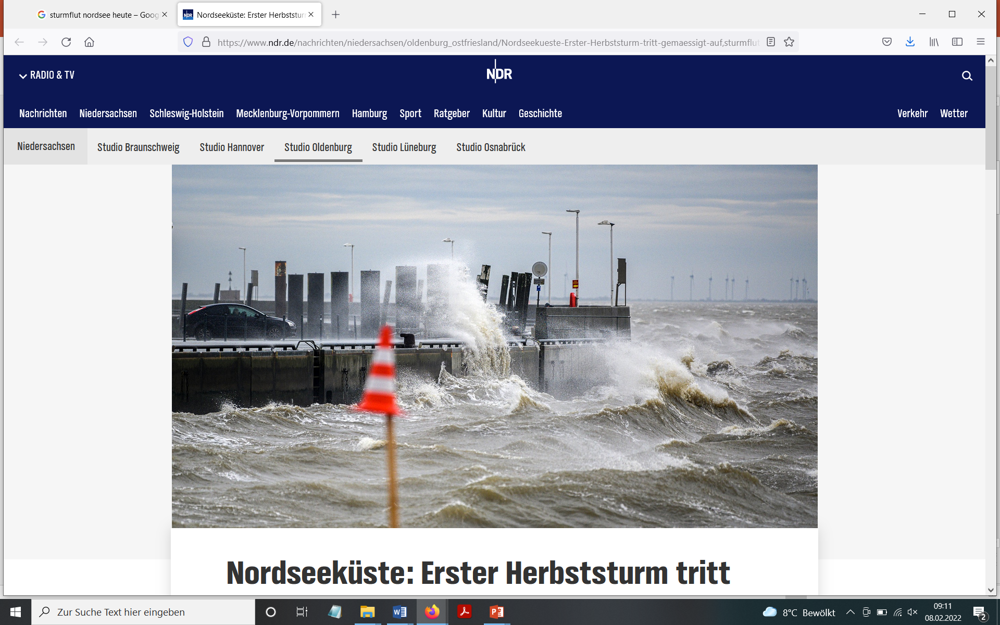 sturmflut nordsee heute – Goog
Nordseeküste: Erster Herbststur
https://www.ndr.de/nachrichten/niedersachsen/oldenburg_ostfriesland/Nordseekueste-Erster-Herbststurm-tritt-gemaessigt-auf,sturmflut
RADIO & TV
NDR
Nachrichten Niedersachsen Schleswig-Holstein Mecklenburg-Vorpommern Hamburg Sport Ratgeber Kultur Geschichte Verkehr Wetter
Niedersachsen Studio Braunschweig Studio Hannover Studio Oldenburg Studio Lüneburg Studio Osnabrück
Nordseeküste: Erster Herbststurm tritt
Zur Suche Text hier eingeben
8°C Bewölkt
09:11
08.02.2022
2